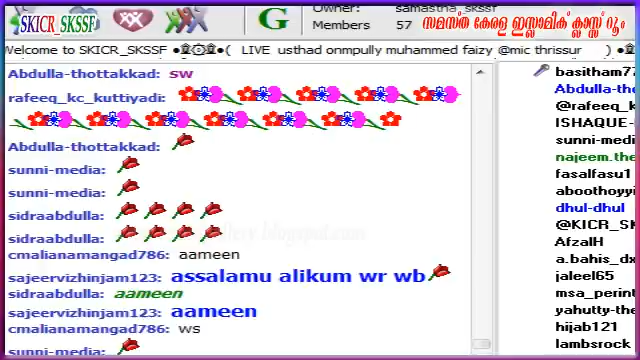 SKICR_SKSSF
G
Owner: samastha_skssf
Members 57
സമസ്ത കേരള ഇസ്ലാമിക് ക്ലാസ്സ് റൂം
Welcome to SKICR_SKSSF ( LIVE usthad onmpully muhammed faizy @mic thrissur )
Abdulla-thottakkad: sw
rafeeq_kc_kuttiyadi:
Abdulla-thottakkad:
sunni-media:
sunni-media:
sidraabdulla:
sidraabdulla:
cmalianamangad786: aameen
sajeervizhinjam123: assalamu alikum wr wb
sidraabdulla: aameen
sajeervizhinjam123: aameen
cmalianamangad786: ws
sunni-media:
basitham77
Abdulla-tho
@rafeeq_k
ISHAQUE-
sunni-medi
najeem.the
fasalfasu1
aboothoyyi
dhul-dhul
@KICR_SK
AfzalH
a.bahis_dx
jaleel65
msa_perint
yahutty-the
hijab121
lambsrock